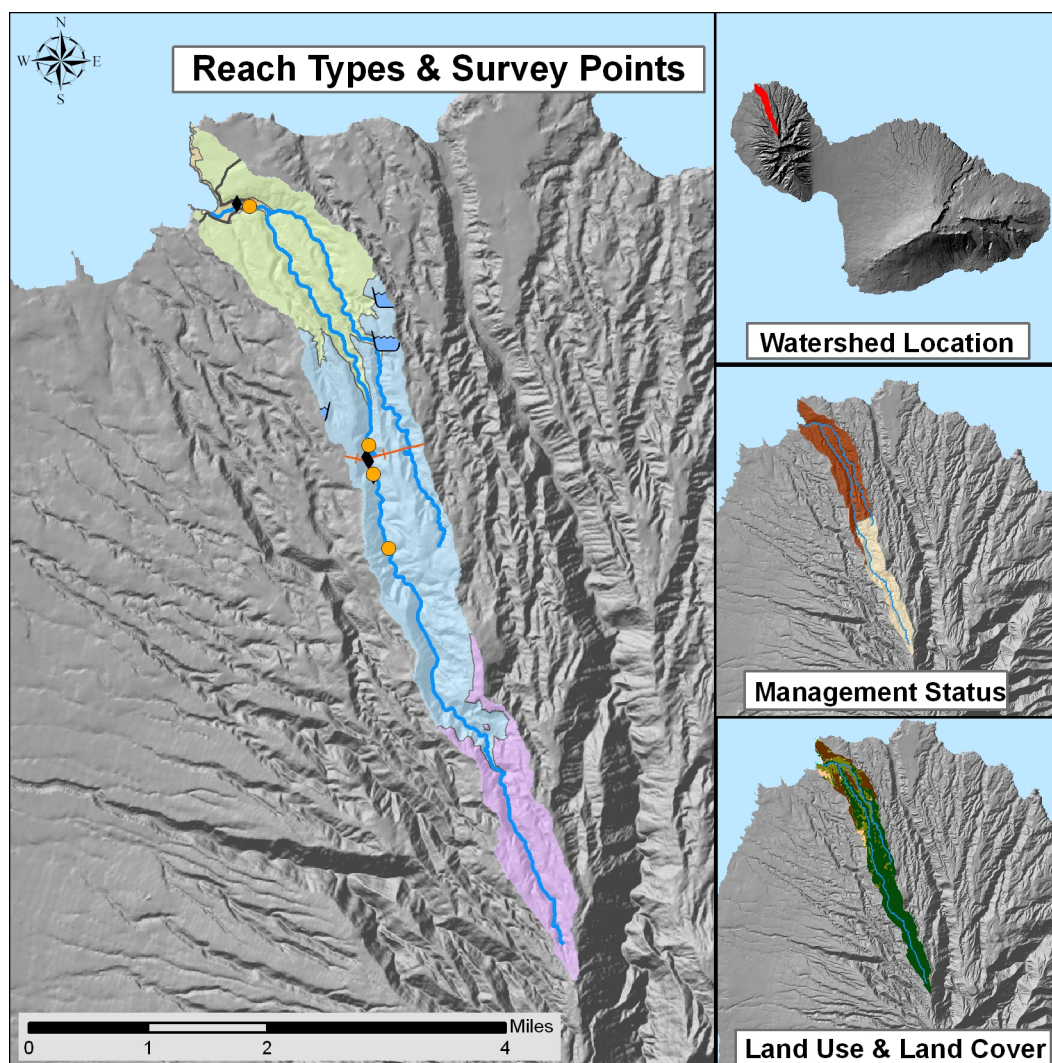 N
W E
S
Reach Types & Survey Points
Miles
0 1 2 4
Watershed Location
Management Status
Land Use & Land Cover